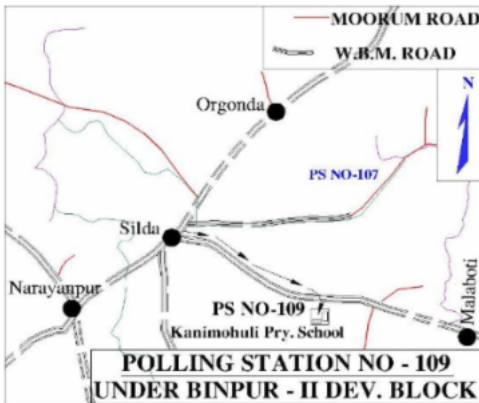 MOORUM ROAD
W.B.M. ROAD
N
Orgonda
PS NO-107
Silda
Narayanpur
PS NO-109
Kanimohuli Pry. School
Malaboti
POLLING STATION NO - 109
UNDER BINPUR - II DEV. BLOCK